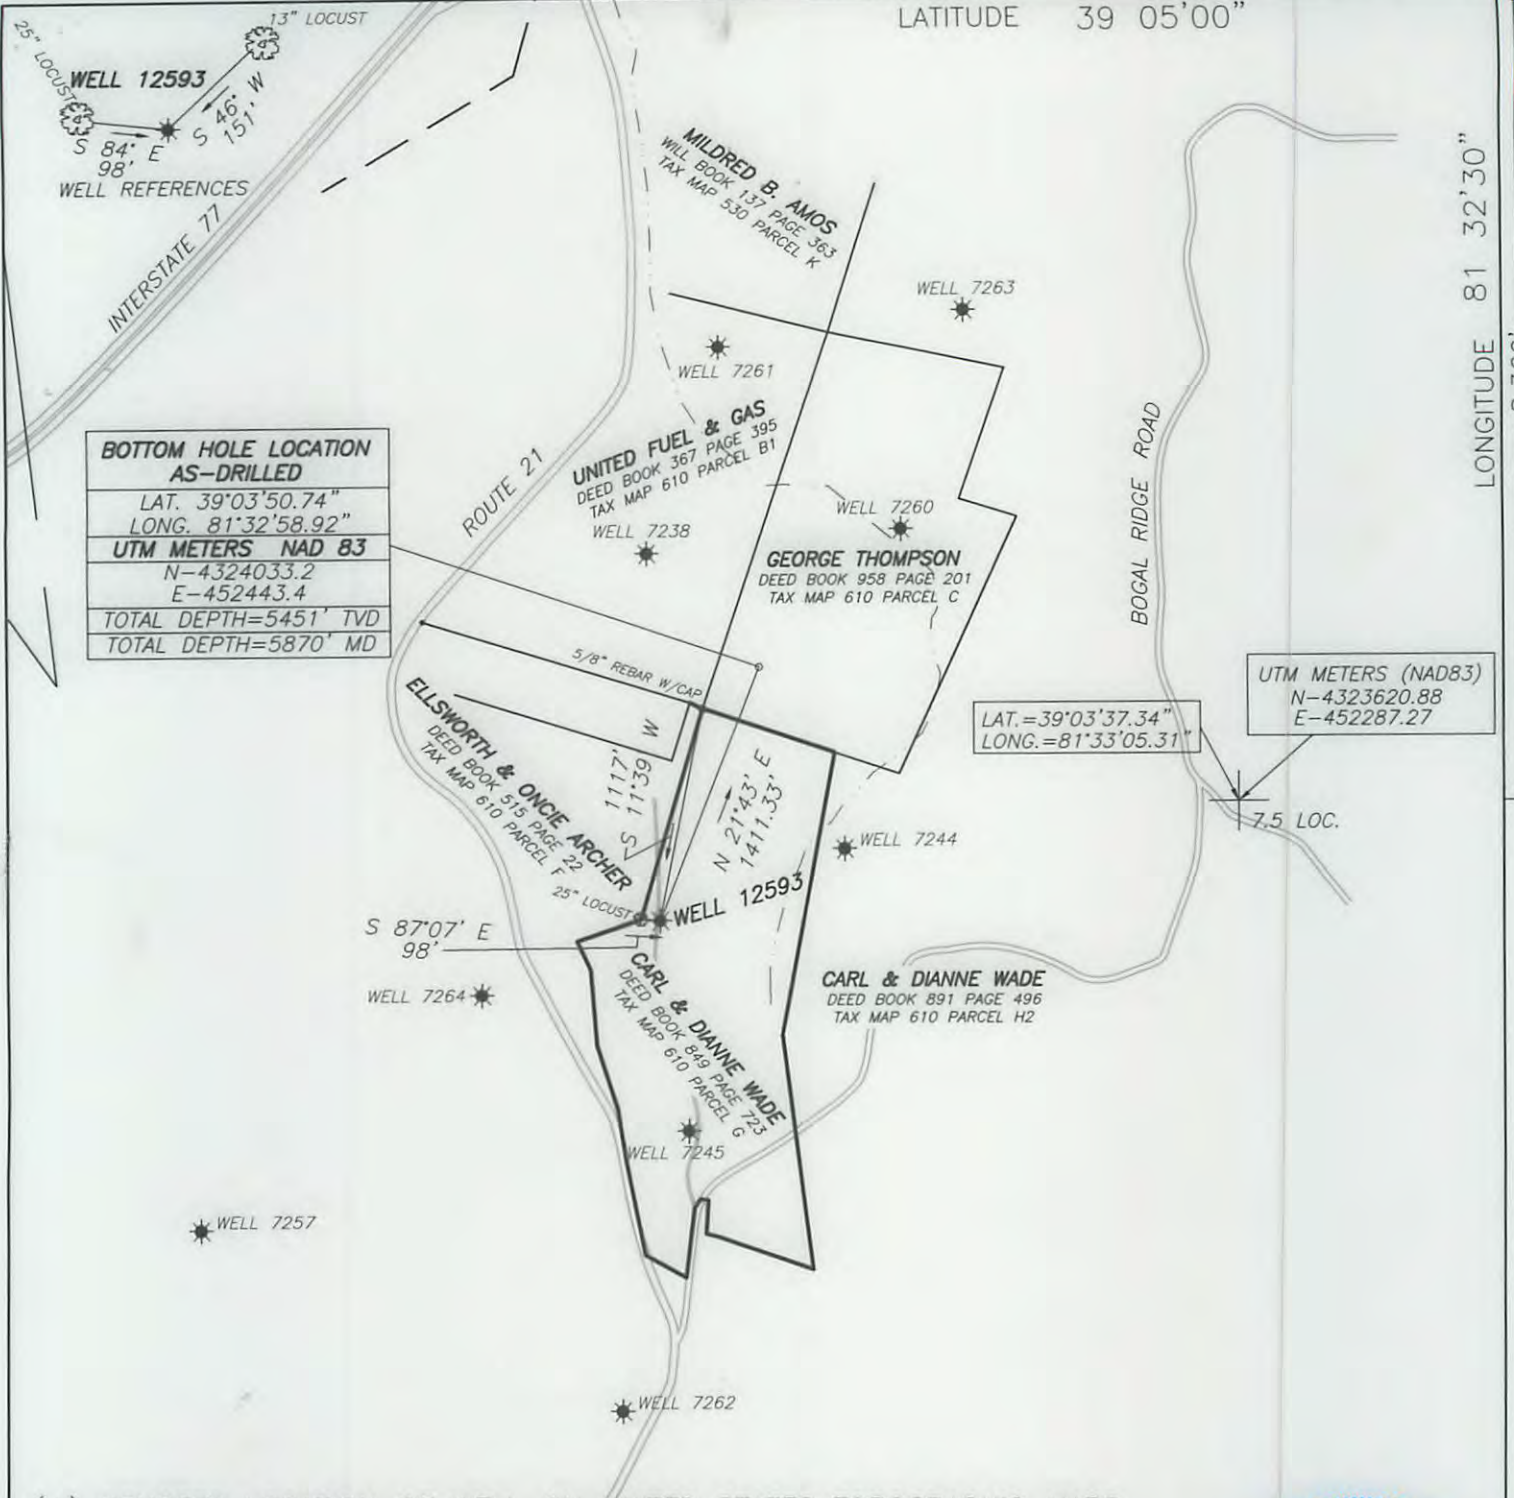 LATITUDE 39 05'00"
13" LOCUST
25" LOCUST
WELL 12593
S 46° W
151'
S 84° E
98'
WELL REFERENCES
INTERSTATE 77
MILDRED B. AMOS
WILL BOOK 137 PAGE 363
TAX MAP 530 PARCEL K
LONGITUDE 81 32'30"
WELL 7263
WELL 7261
BOTTOM HOLE LOCATION
AS-DRILLED
LAT. 39°03'50.74"
LONG. 81°32'58.92"
UTM METERS NAD 83
N-4324033.2
E-452443.4
TOTAL DEPTH=5451' TVD
TOTAL DEPTH=5870' MD
ROUTE 21
UNITED FUEL & GAS
DEED BOOK 367 PAGE 395
TAX MAP 610 PARCEL B1
WELL 7238
WELL 7260
GEORGE THOMPSON
DEED BOOK 958 PAGE 201
TAX MAP 610 PARCEL C
BOGAL RIDGE ROAD
5/8" REBAR W/CAP
UTM METERS (NAD83)
N-4323620.88
E-452287.27
LAT.=39°03'37.34"
LONG.=81°33'05.31"
7.5 LOC.
ELLSWORTH & ONCIE ARCHER
DEED BOOK 515 PAGE 22
TAX MAP 610 PARCEL F
1117'
S 11°39' W
N 21°43' E
1411.33'
WELL 7244
25" LOCUST
WELL 12593
S 87°07' E
98'
WELL 7264
CARL & DIANNE WADE
DEED BOOK 849 PAGE 723
TAX MAP 610 PARCEL G
CARL & DIANNE WADE
DEED BOOK 891 PAGE 496
TAX MAP 610 PARCEL H2
WELL 7245
WELL 7257
WELL 7262